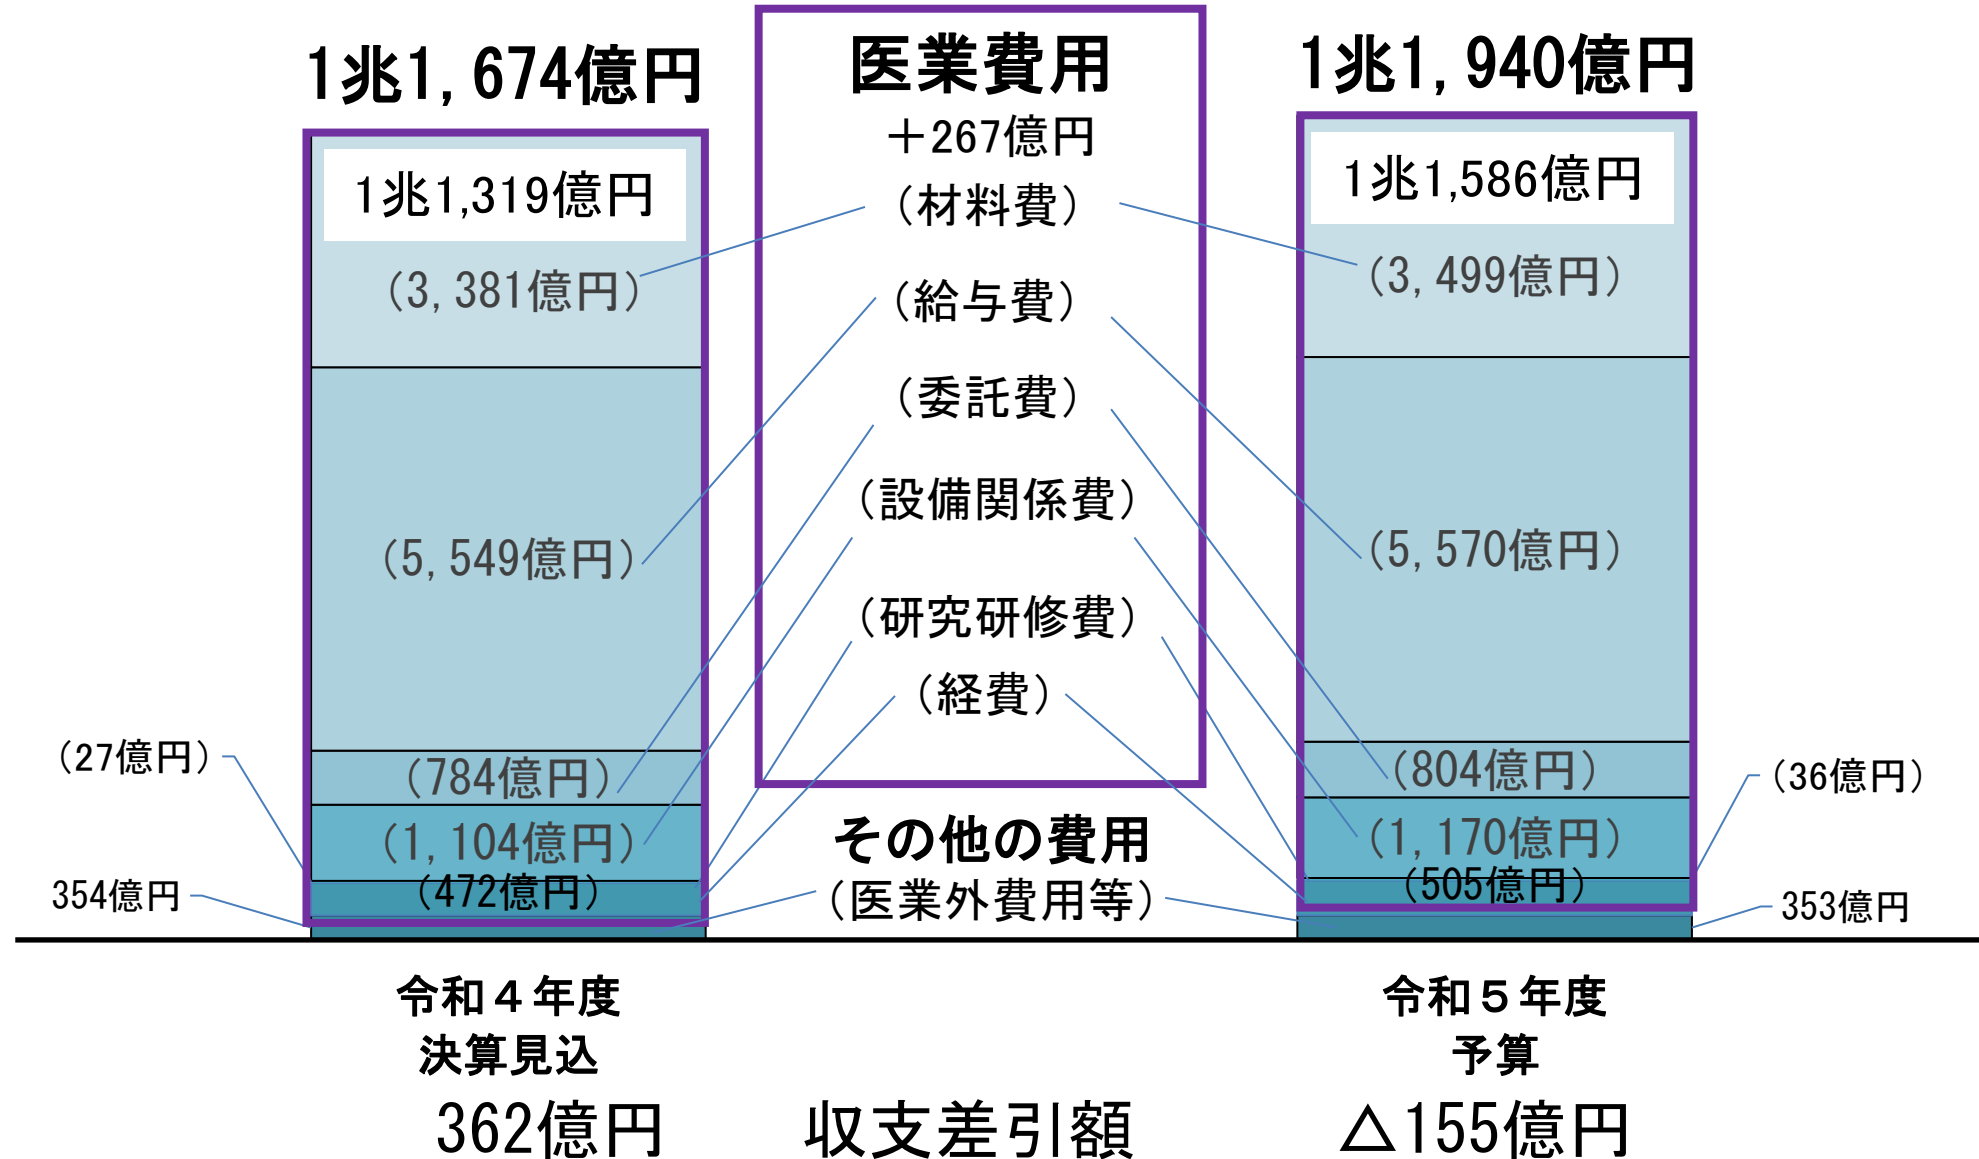 1兆1,674億円
1兆1,319億円
(3,381億円)
(5,549億円)
(784億円)
(1,104億円)
(472億円)
(27億円)
354億円
医業費用
＋267億円
(材料費)
(給与費)
(委託費)
(設備関係費)
(研究研修費)
(経費)
その他の費用
(医業外費用等)
1兆1,940億円
1兆1,586億円
(3,499億円)
(5,570億円)
(804億円)
(1,170億円)
(505億円)
(36億円)
353億円
令和４年度
決算見込
令和５年度
予算
362億円
収支差引額
△155億円